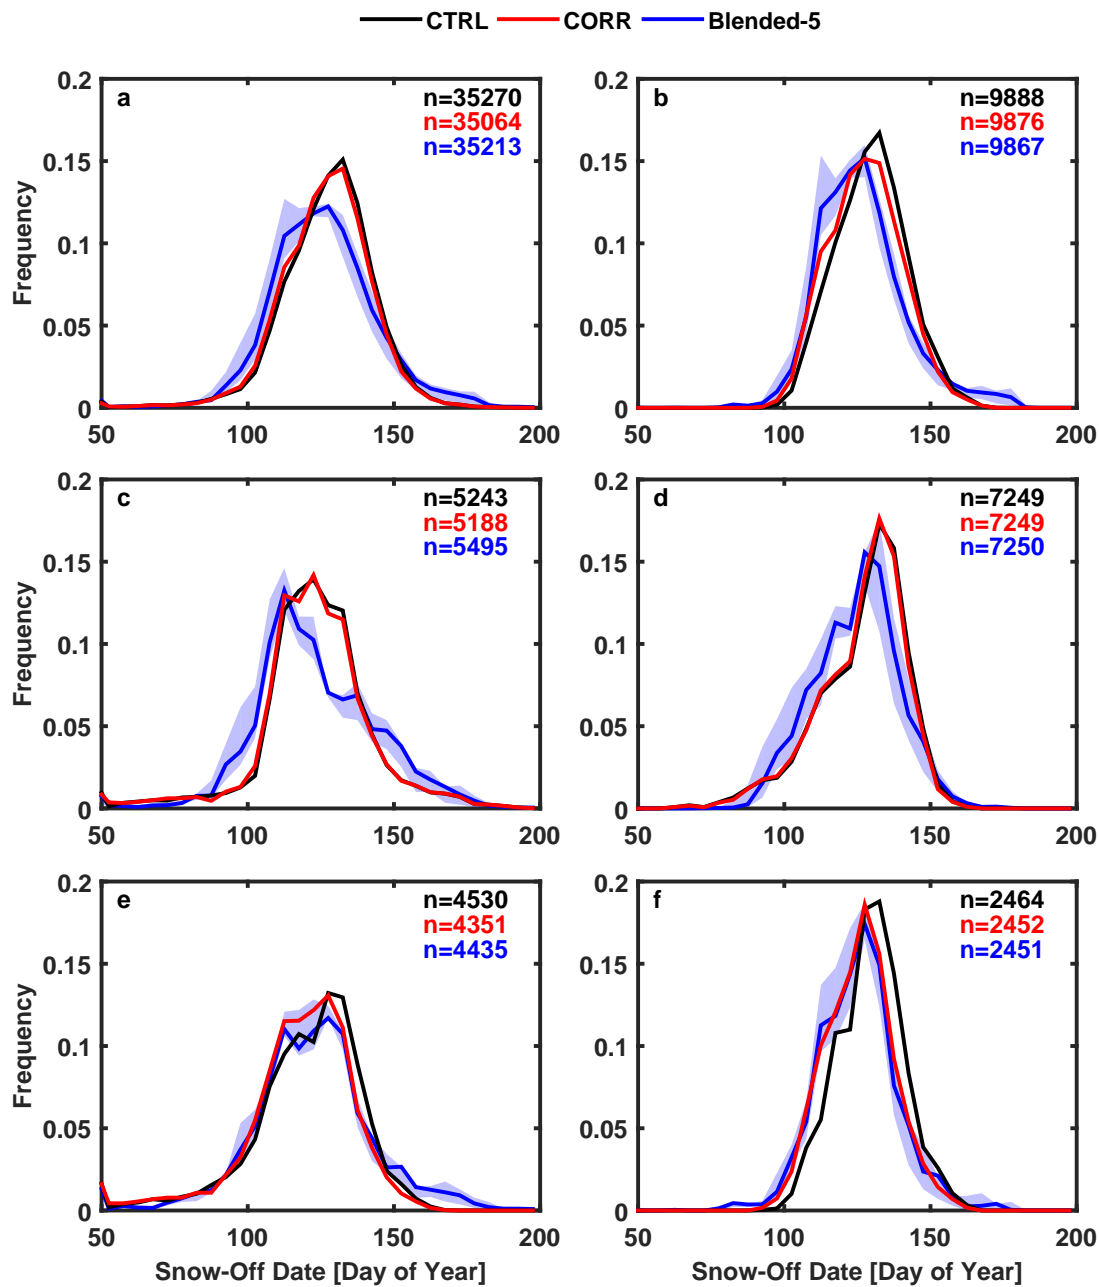 CTRL CORR Blended-5
a
n=35270
n=35064
n=35213
0.2
0.15
0.1
0.05
0
Frequency
50 100 150 200
b
n=9888
n=9876
n=9867
0.2
0.15
0.1
0.05
0
50 100 150 200
c
n=5243
n=5188
n=5495
0.2
0.15
0.1
0.05
0
Frequency
50 100 150 200
d
n=7249
n=7249
n=7250
0.2
0.15
0.1
0.05
0
50 100 150 200
e
n=4530
n=4351
n=4435
0.2
0.15
0.1
0.05
0
Frequency
50 100 150 200
Snow-Off Date [Day of Year]
f
n=2464
n=2452
n=2451
0.2
0.15
0.1
0.05
0
50 100 150 200
Snow-Off Date [Day of Year]